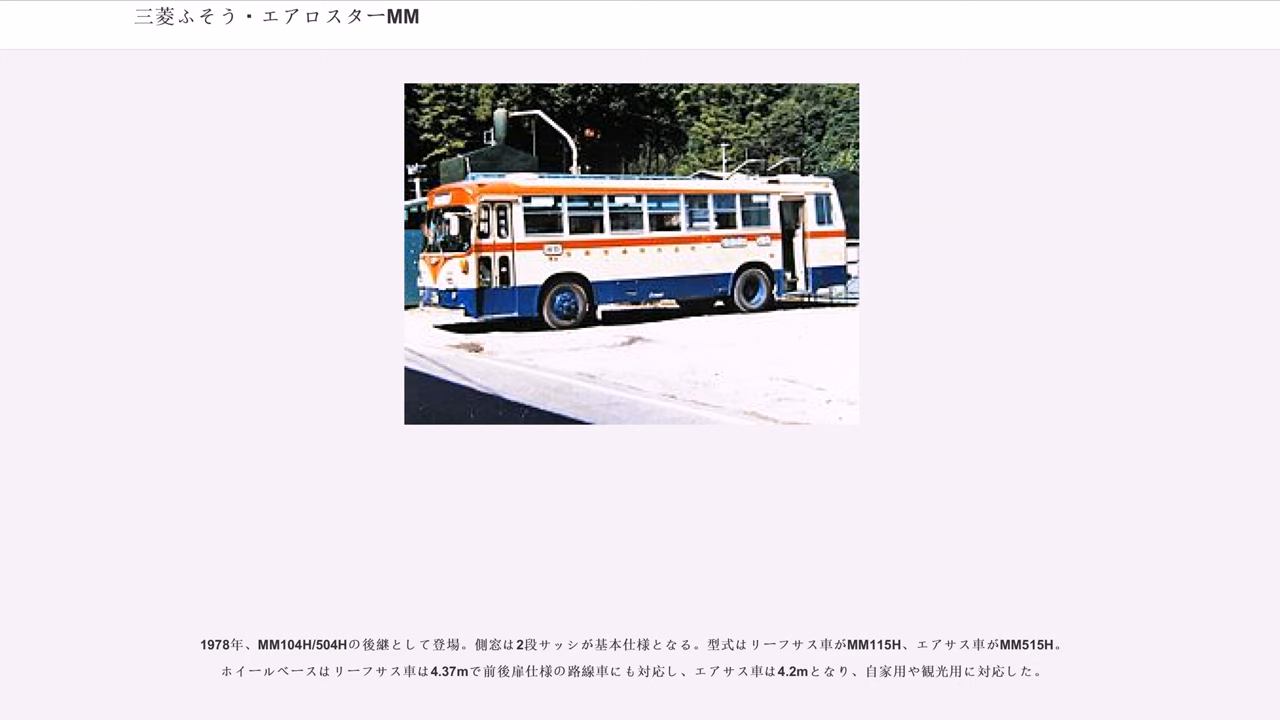 三菱ふそう・エアロスターMM
1978年、MM104H/504Hの後継として登場。側窓は2段サッシが基本仕様となる。型式はリーフサス車がMM115H、エアサス車がMM515H。
ホイールベースはリーフサス車は4.37mで前後扉仕様の路線車にも対応し、エアサス車は4.2mとなり、自家用や観光用に対応した。